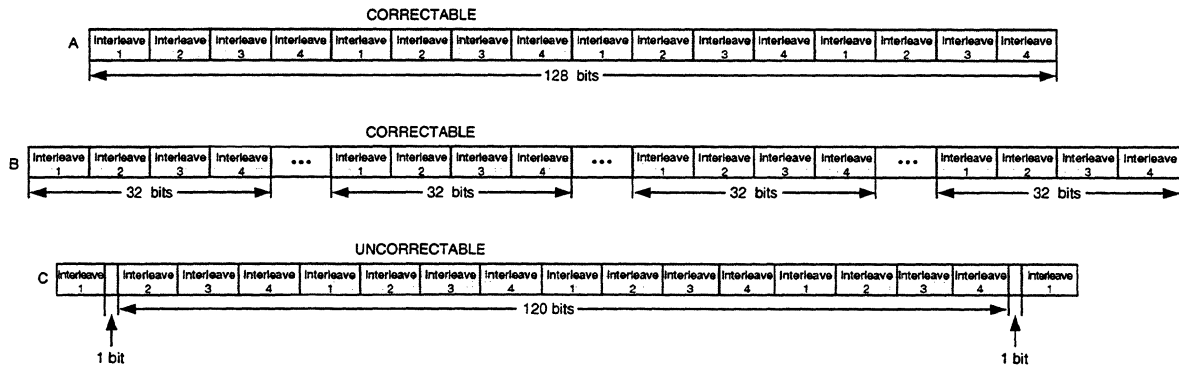 CORRECTABLE
A Interleave Interleave Interleave Interleave Interleave Interleave Interleave Interleave Interleave Interleave Interleave Interleave Interleave Interleave Interleave Interleave
1 2 3 4 1 2 3 4 1 2 3 4 1 2 3 4
128 bits
CORRECTABLE
B Interleave Interleave Interleave Interleave ••• Interleave Interleave Interleave Interleave ••• Interleave Interleave Interleave Interleave ••• Interleave Interleave Interleave Interleave
1 2 3 4 1 2 3 4 1 2 3 4 1 2 3 4
32 bits 32 bits 32 bits 32 bits
UNCORRECTABLE
C Interleave Interleave Interleave Interleave Interleave Interleave Interleave Interleave Interleave Interleave Interleave Interleave Interleave Interleave Interleave Interleave Interleave
1 2 3 4 1 2 3 4 1 2 3 4 1 2 3 4 1
120 bits
1 bit 1 bit